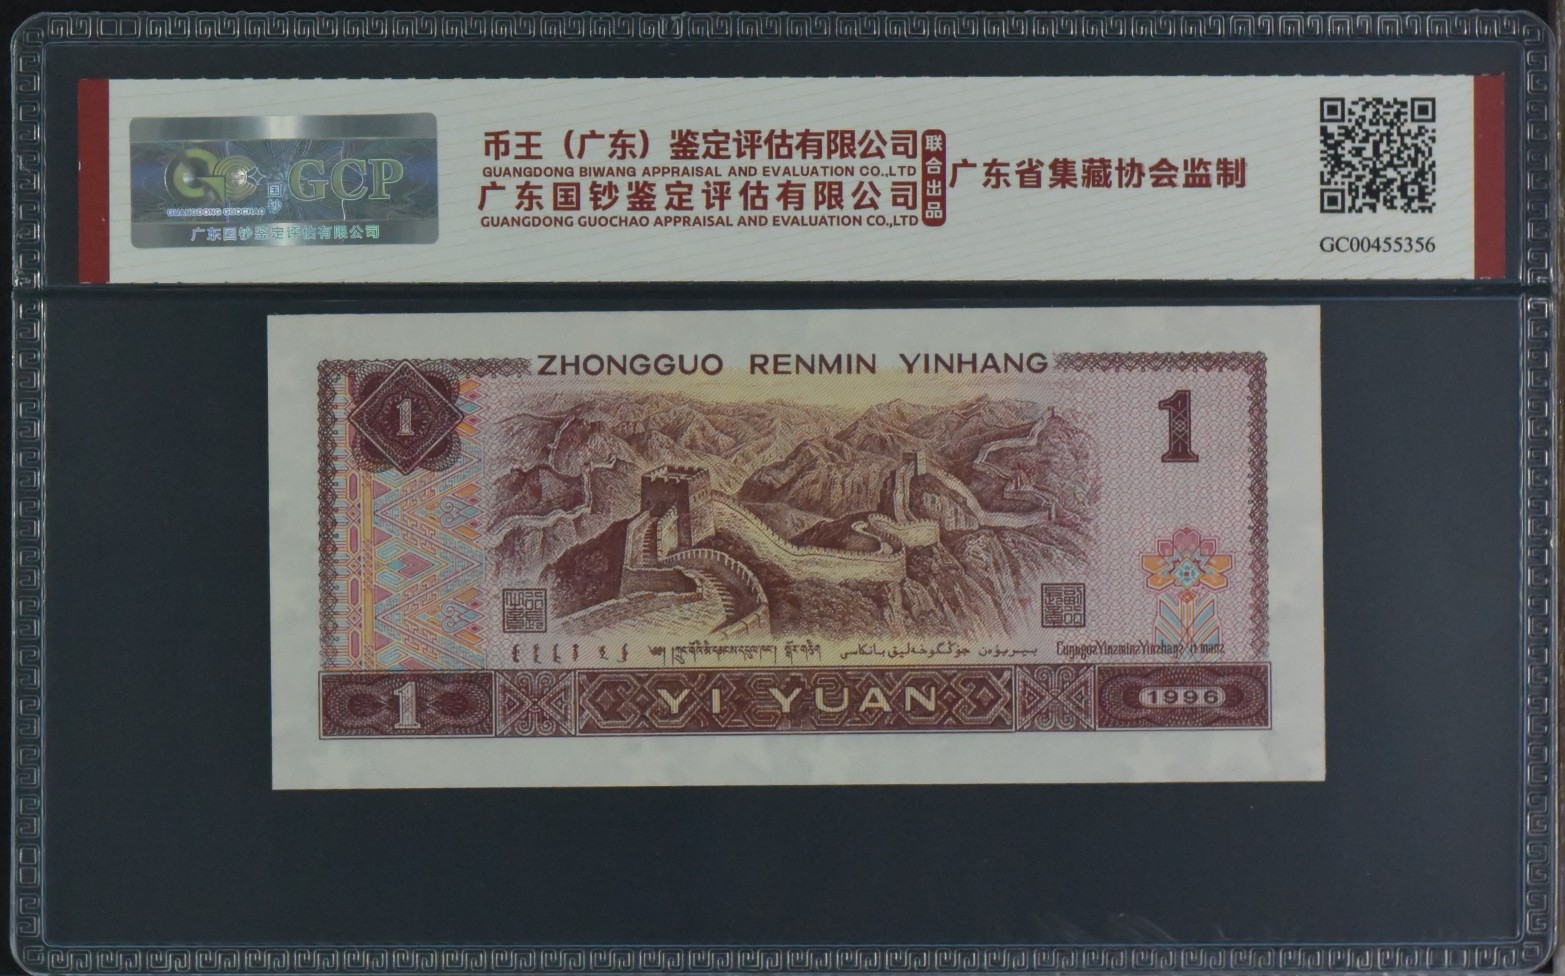 GCP
国钞
GUANGDONG GUOCHAO
广东国钞鉴定评估有限公司
币王（广东）鉴定评估有限公司
GUANGDONG BIWANG APPRAISAL AND EVALUATION CO.,LTD
广东国钞鉴定评估有限公司
GUANGDONG GUOCHAO APPRAISAL AND EVALUATION CO.,LTD
联合出品
广东省集藏协会监制
GC00455356
ZHONGGUO RENMIN YINHANG
1
1
1
YI YUAN
1996